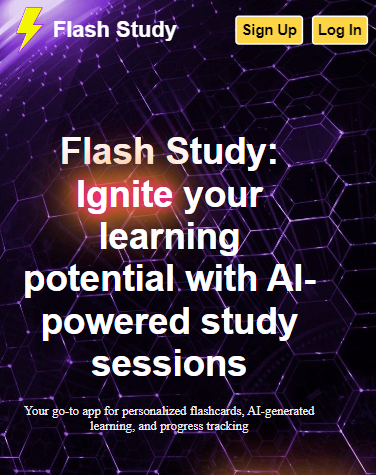 Flash Study
Sign Up
Log In
Flash Study:
Ignite your
learning
potential with AI-
powered study
sessions
Your go-to app for personalized flashcards, AI-generated
learning, and progress tracking